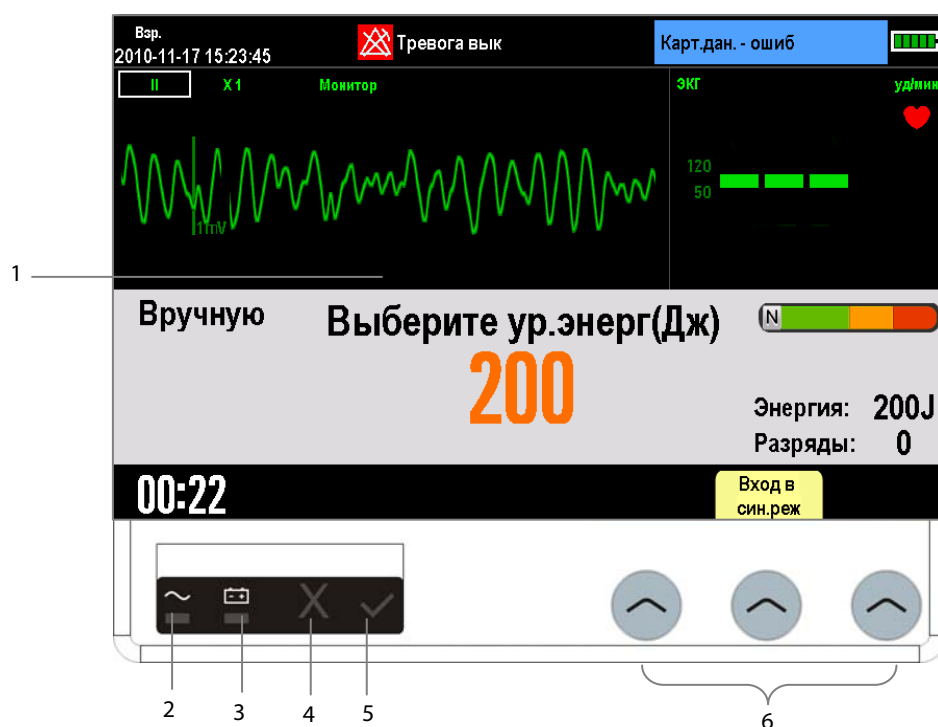 Взр.
2010-11-17 15:23:45
Тревога вык
Карт.дан. - ошиб
II X 1 Монитор
ЭКГ уд/мин
120
50
1mV
1
Вручную
Выберите ур.энерг(Дж)
N
200
Энергия: 200J
Разряды: 0
00:22
Вход в
син.реж
2 3 4 5 6